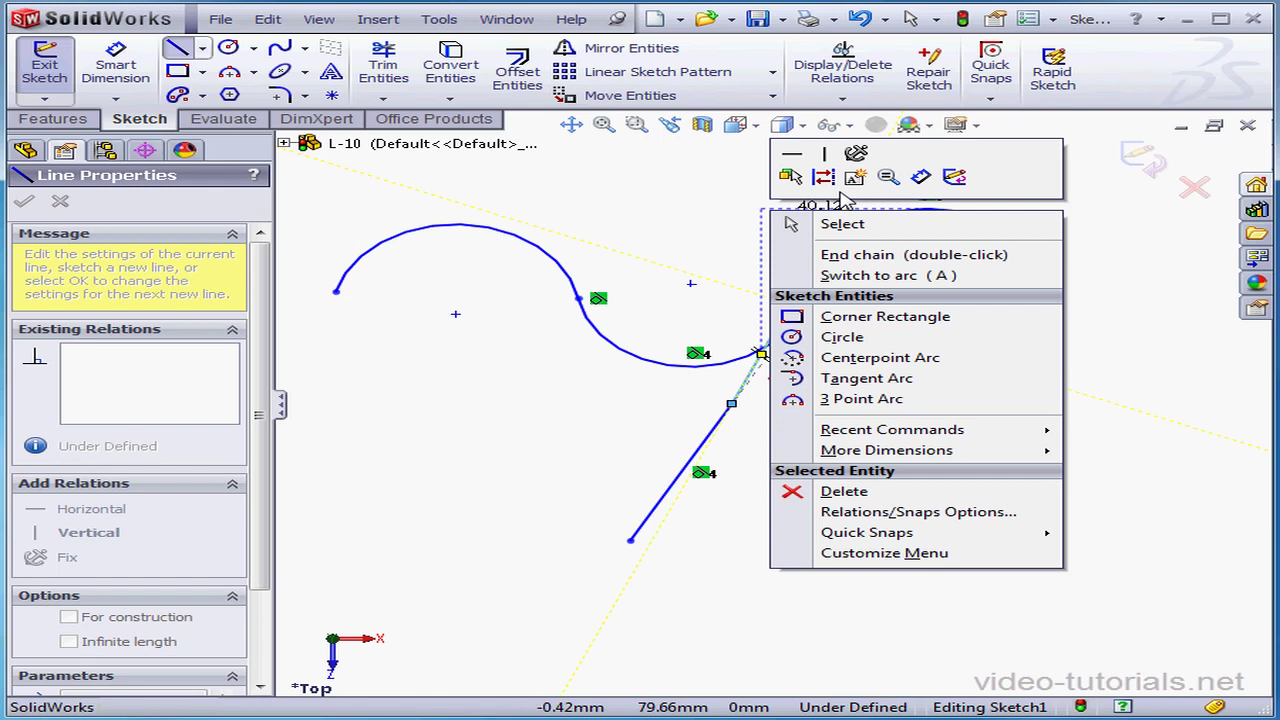 SolidWorks File Edit View Insert Tools Window Help Ske... ?
Exit Sketch
Smart Dimension
Trim Entities
Convert Entities
Offset Entities
Mirror Entities
Linear Sketch Pattern
Move Entities
Display/Delete Relations
Repair Sketch
Quick Snaps
Rapid Sketch
Features Sketch Evaluate DimXpert Office Products
L-10 (Default<<Default>_...
Line Properties ?
Message
Edit the settings of the current
line, sketch a new line, or
select OK to change the
settings for the next new line.
Existing Relations
Under Defined
Add Relations
Horizontal
Vertical
Fix
Options
For construction
Infinite length
Parameters
40.12
4
4
Select
End chain (double-click)
Switch to arc ( A )
Sketch Entities
Corner Rectangle
Circle
Centerpoint Arc
Tangent Arc
3 Point Arc
Recent Commands
More Dimensions
Selected Entity
Delete
Relations/Snaps Options...
Quick Snaps
Customize Menu
X
Z
*Top
video-tutorials.net
SolidWorks -0.42mm 79.66mm 0mm Under Defined Editing Sketch1 ?